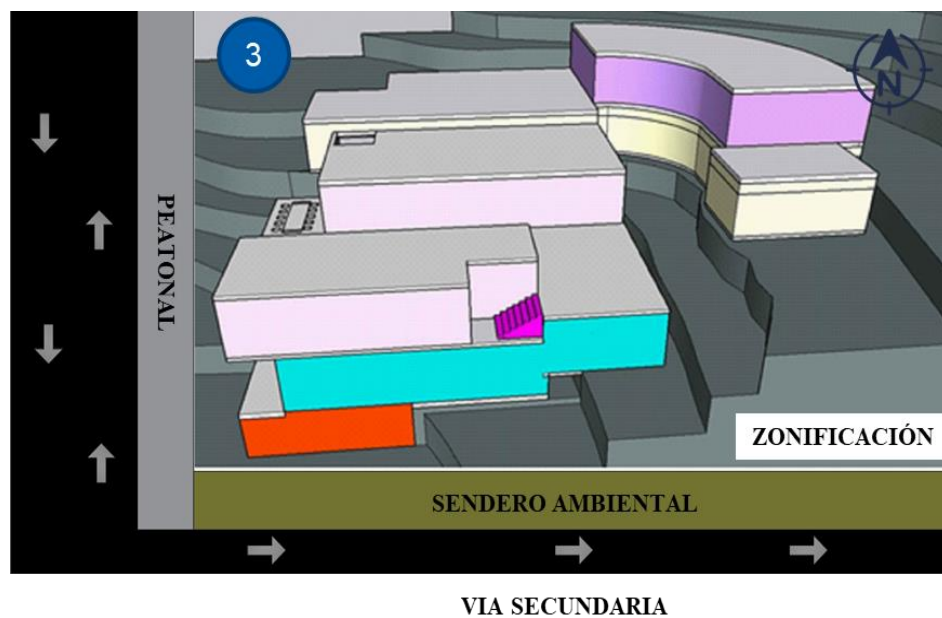 3
N
PEATONAL
ZONIFICACIÓN
SENDERO AMBIENTAL
VIA SECUNDARIA